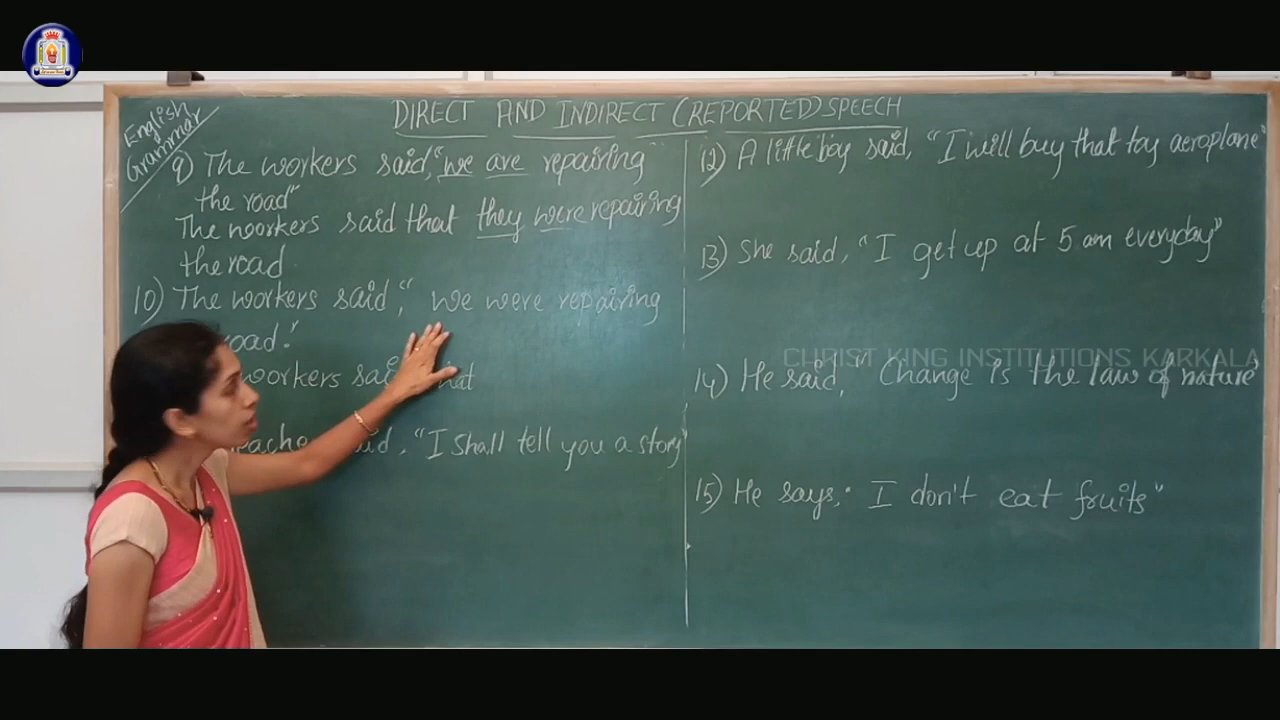 English
Grammar
DIRECT AND INDIRECT (REPORTED) SPEECH
9) The workers said, "we are repairing
the road"
The workers said that they were repairing
the road
10) The workers said, " we were repairing
road."
workers said that
said, "I shall tell you a story"
12) A little boy said, "I will buy that toy aeroplane"
13) She said, "I get up at 5 am everyday"
CHRIST KING INSTITUTIONS KARKALA
14) He said, "Change is the law of nature
15) He says, "I don't eat fruits"